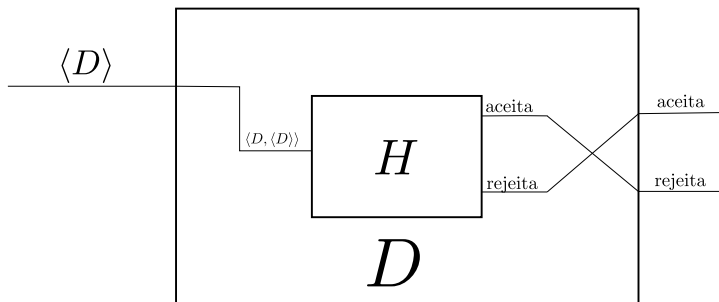 ⟨D⟩
⟨D, ⟨D⟩⟩
H
aceita
rejeita
aceita
rejeita
D